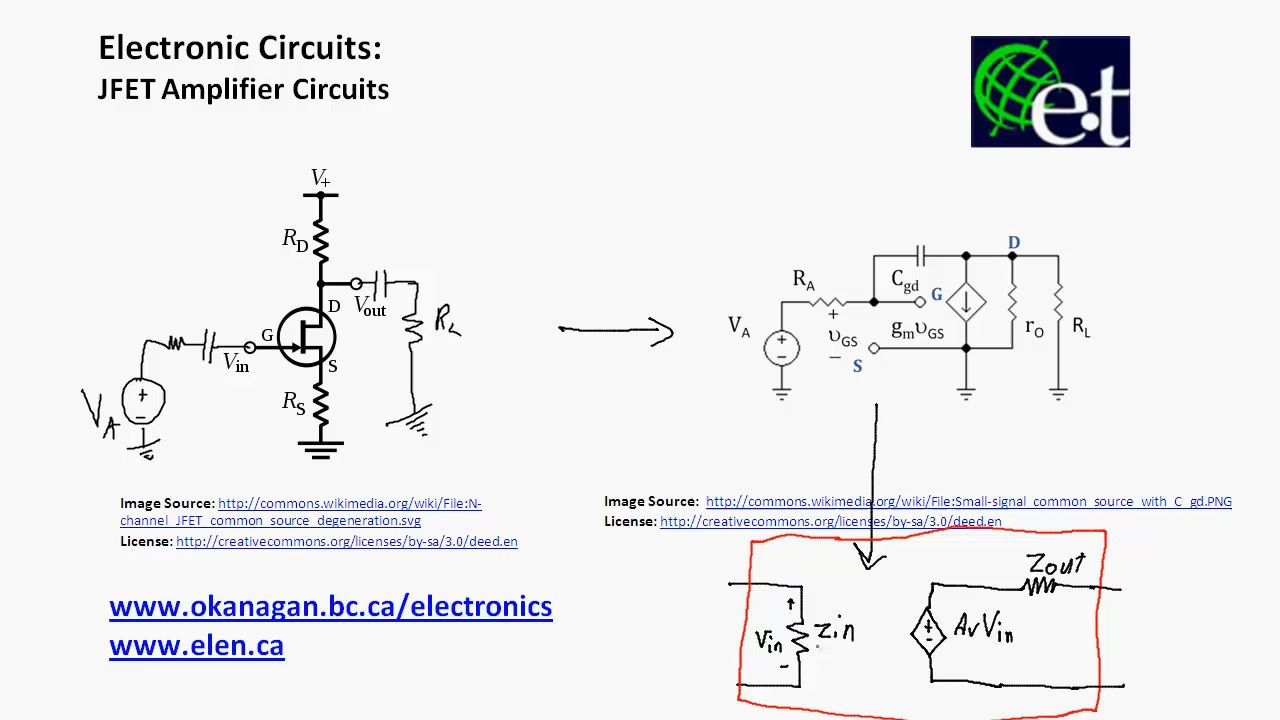 Electronic Circuits:
JFET Amplifier Circuits
e.t
V+
RD
D
Vout
RL
G
Vin
S
RS
VA
+
–
D
Cgd
RA
G
VA
+
–
+
υGS
–
S
gmυGS
rO
RL
Image Source: http://commons.wikimedia.org/wiki/File:N-
channel_JFET_common_source_degeneration.svg
License: http://creativecommons.org/licenses/by-sa/3.0/deed.en
Image Source: http://commons.wikimedia.org/wiki/File:Small-signal_common_source_with_C_gd.PNG
License: http://creativecommons.org/licenses/by-sa/3.0/deed.en
www.okanagan.bc.ca/electronics
www.elen.ca
Vin
–
Zin
+
–
AvVin
Zout